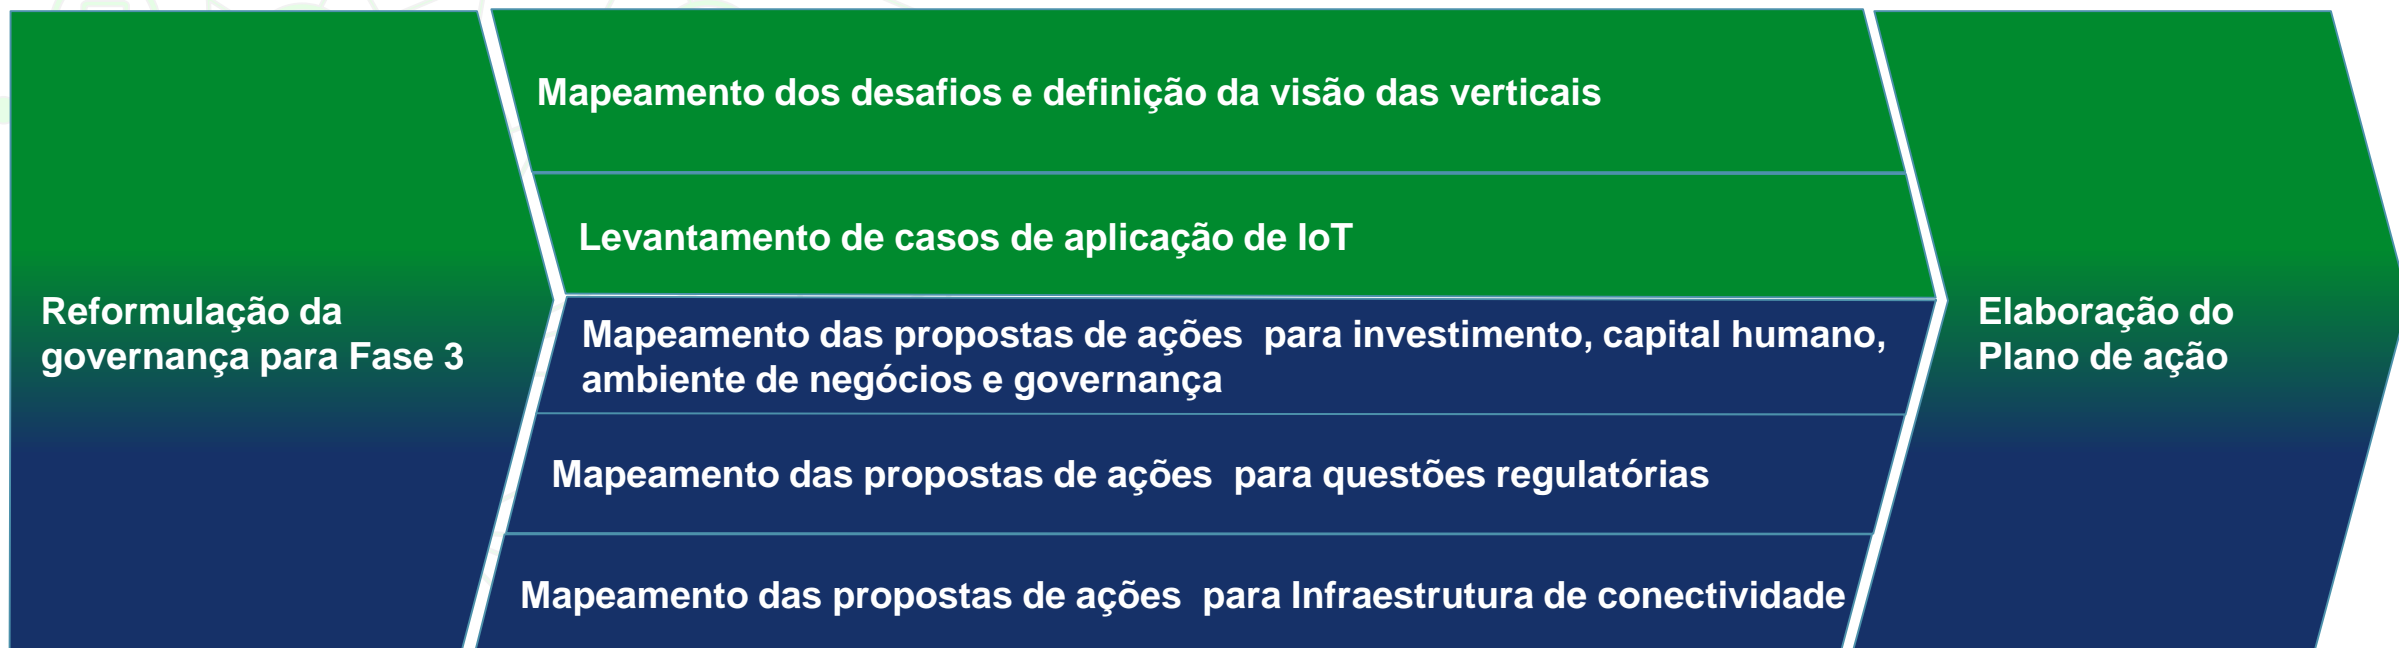 Reformulação da
governança para Fase 3
Mapeamento dos desafios e definição da visão das verticais
Levantamento de casos de aplicação de IoT
Mapeamento das propostas de ações  para investimento, capital humano,
ambiente de negócios e governança
Mapeamento das propostas de ações  para questões regulatórias
Mapeamento das propostas de ações  para Infraestrutura de conectividade
Elaboração do
Plano de ação